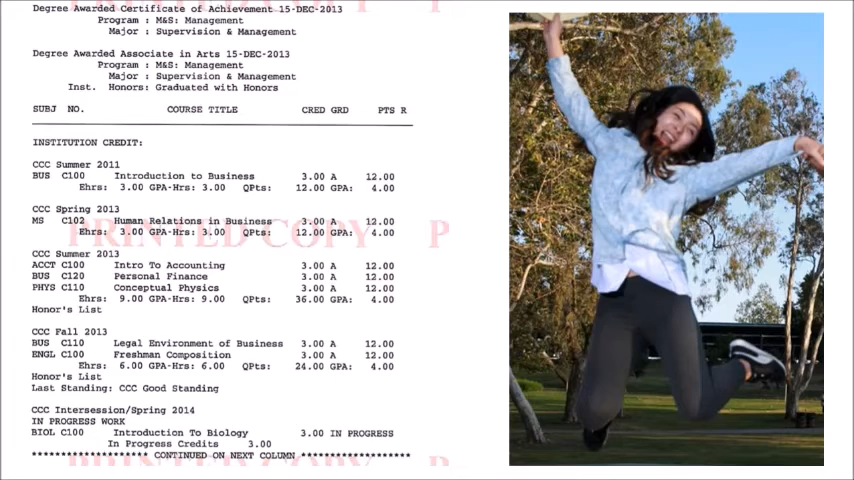 Degree Awarded Certificate of Achievement 15-DEC-2013
Program : M&S: Management
Major : Supervision & Management
Degree Awarded Associate in Arts 15-DEC-2013
Program : M&S: Management
Major : Supervision & Management
Inst. Honors: Graduated with Honors
SUBJ NO. COURSE TITLE CRED GRD PTS R
INSTITUTION CREDIT:
CCC Summer 2011
BUS C100 Introduction to Business 3.00 A 12.00
Ehrs: 3.00 GPA-Hrs: 3.00 QPts: 12.00 GPA: 4.00
CCC Spring 2013
MS C102 Human Relations in Business 3.00 A 12.00
Ehrs: 3.00 GPA-Hrs: 3.00 QPts: 12.00 GPA: 4.00
PRINTED COPY P
CCC Summer 2013
ACCT C100 Intro To Accounting 3.00 A 12.00
BUS C120 Personal Finance 3.00 A 12.00
PHYS C110 Conceptual Physics 3.00 A 12.00
Ehrs: 9.00 GPA-Hrs: 9.00 QPts: 36.00 GPA: 4.00
Honor's List
CCC Fall 2013
BUS C110 Legal Environment of Business 3.00 A 12.00
ENGL C100 Freshman Composition 3.00 A 12.00
Ehrs: 6.00 GPA-Hrs: 6.00 QPts: 24.00 GPA: 4.00
Honor's List
Last Standing: CCC Good Standing
CCC Intersession/Spring 2014
IN PROGRESS WORK
BIOL C100 Introduction To Biology 3.00 IN PROGRESS
In Progress Credits 3.00
******************** CONTINUED ON NEXT COLUMN *******************
PRINTED COPY P